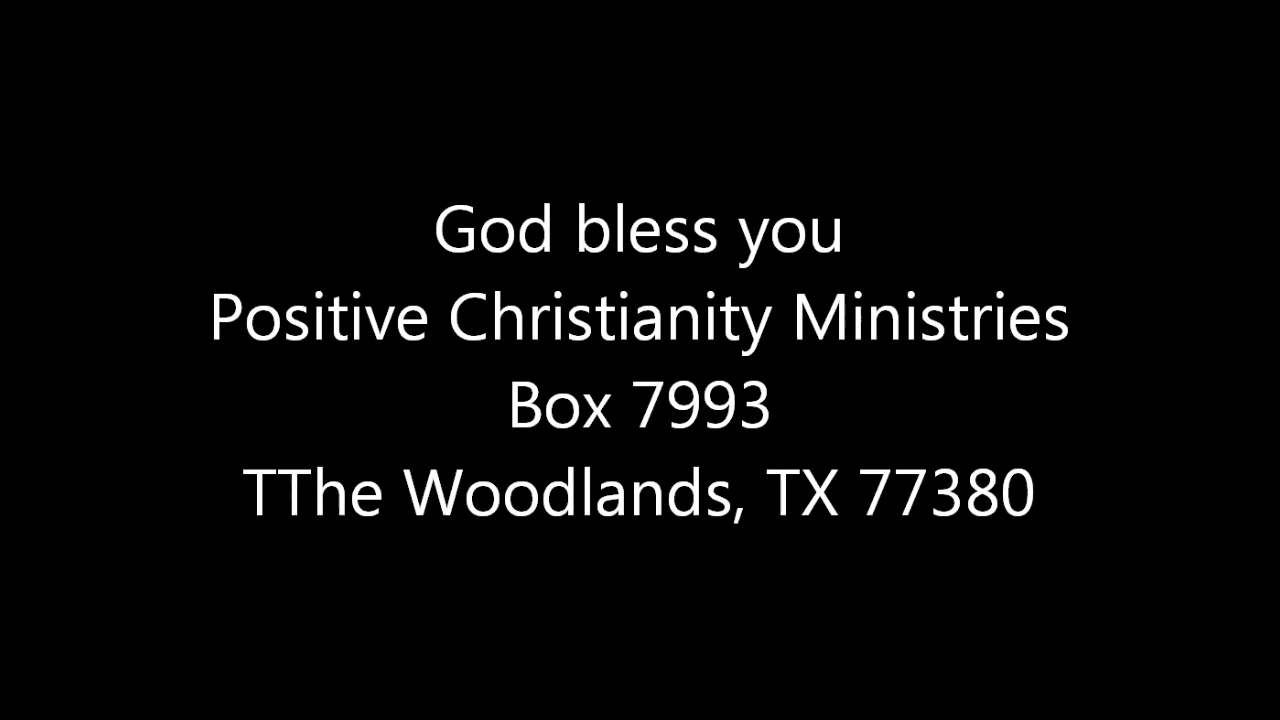 God bless you
Positive Christianity Ministries
Box 7993
TThe Woodlands, TX 77380